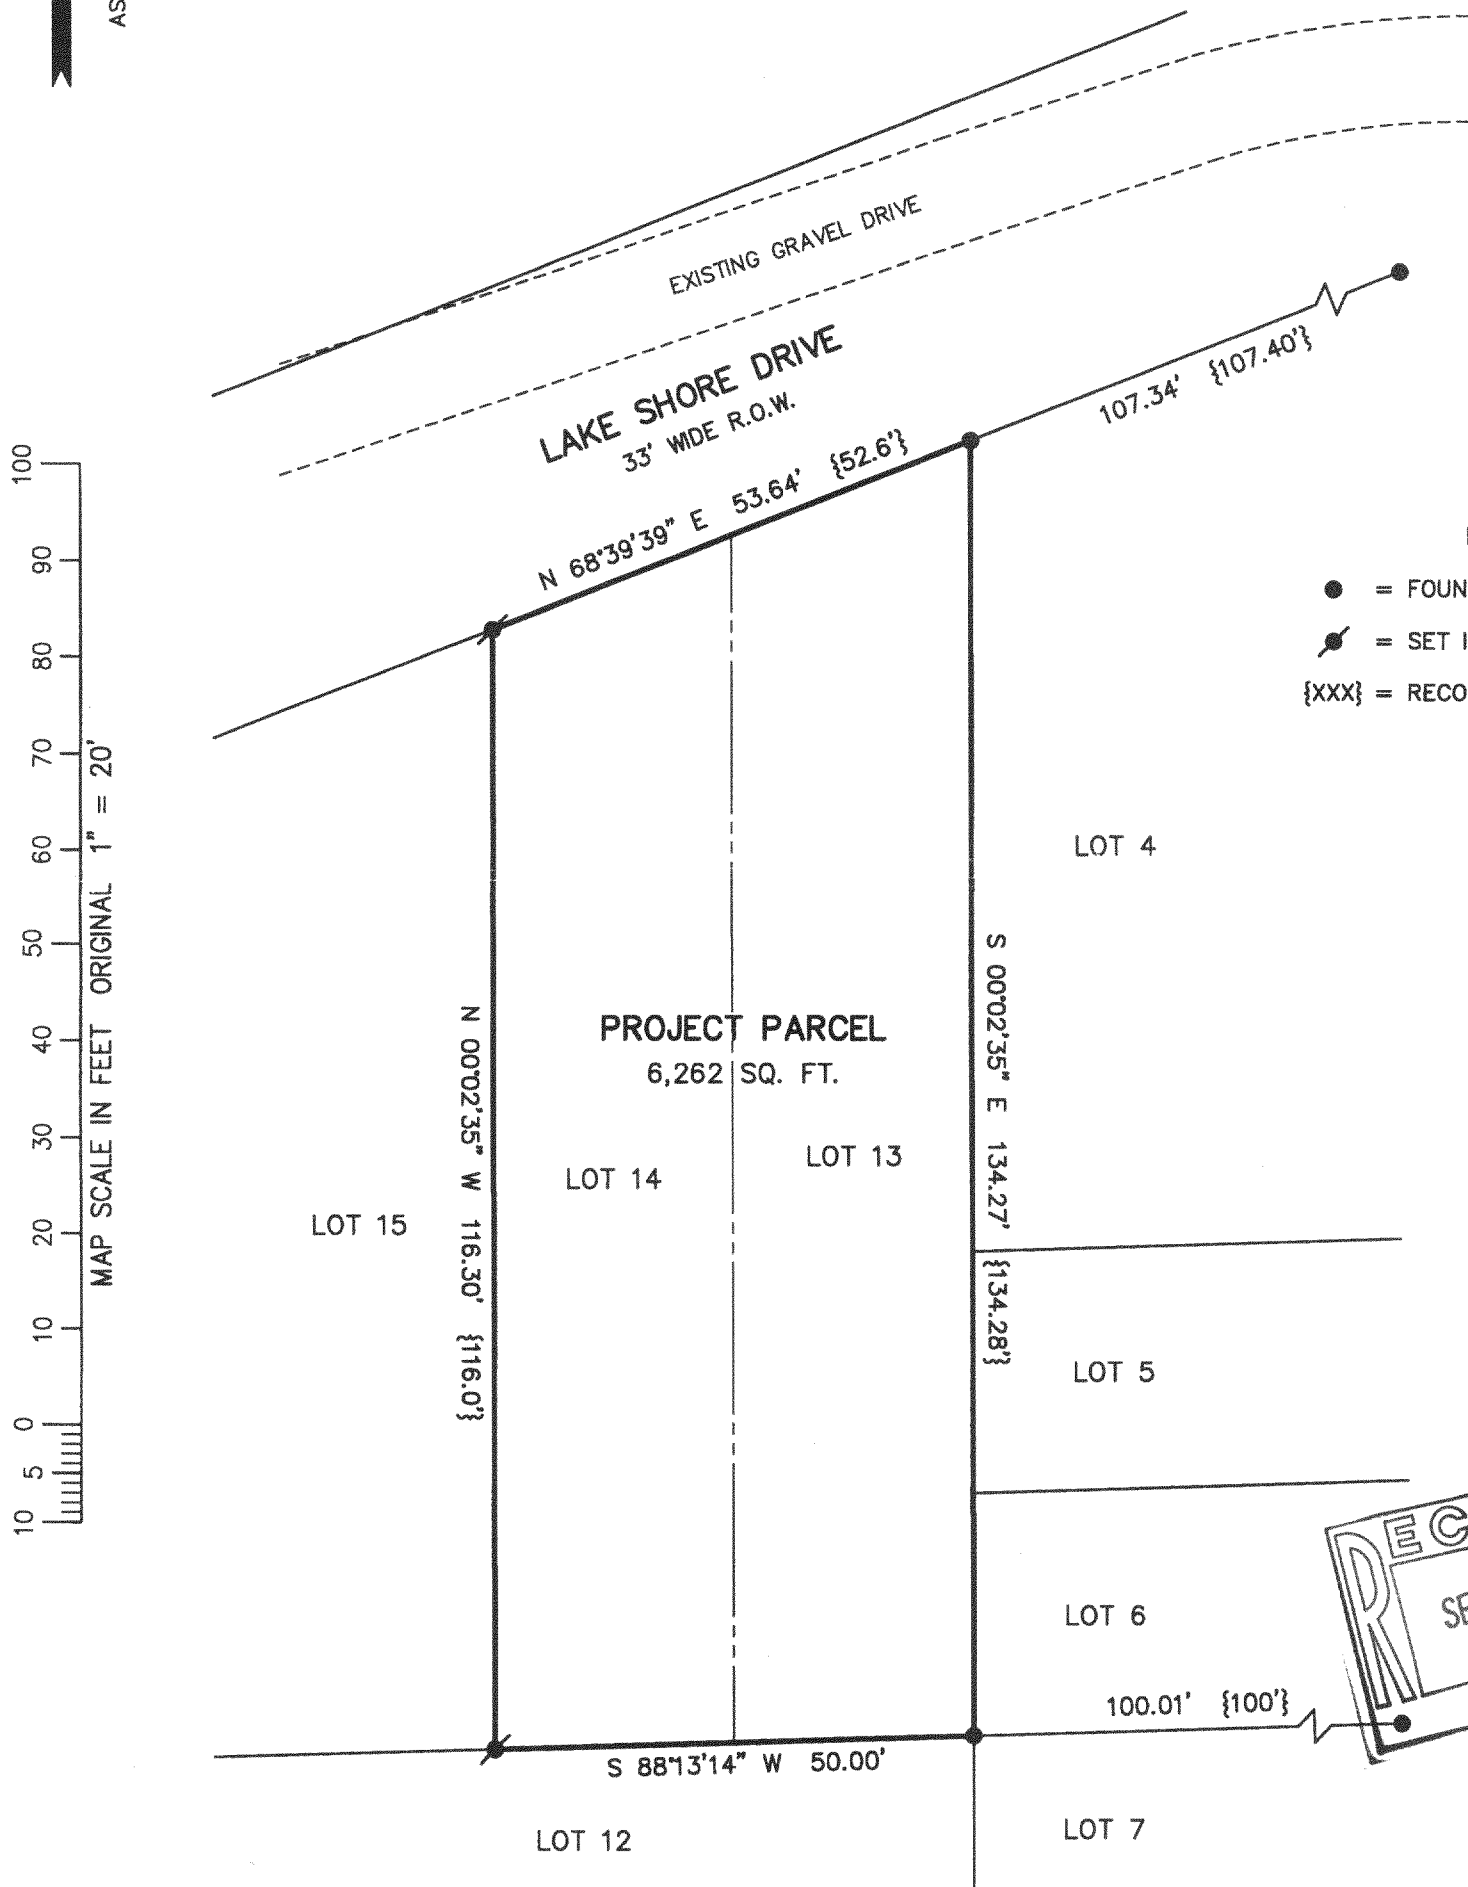 AS
EXISTING GRAVEL DRIVE
LAKE SHORE DRIVE
33' WIDE R.O.W.
107.34' {107.40'}
N 68°39'39" E 53.64' {52.6'}
100
90
80
70
60
50
40
30
20
10
0
5
10
MAP SCALE IN FEET ORIGINAL 1" = 20'
= FOUN
= SET I
{XXX} = RECO
LOT 4
PROJECT PARCEL
6,262 SQ. FT.
N 00°02'35" W 116.30' {116.0'}
S 00°02'35" E 134.27' {134.28'}
LOT 13
LOT 14
LOT 15
LOT 5
LOT 6
REC
SE
100.01' {100'}
S 88°13'14" W 50.00'
LOT 12
LOT 7